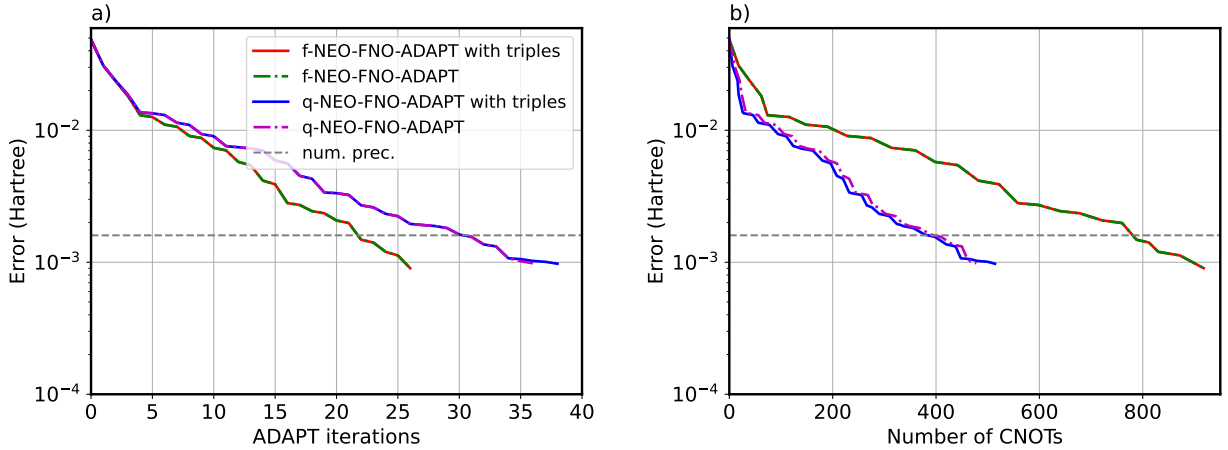 a)
f-NEO-FNO-ADAPT with triples
f-NEO-FNO-ADAPT
q-NEO-FNO-ADAPT with triples
q-NEO-FNO-ADAPT
num. prec.
Error (Hartree)
10⁻²
10⁻³
10⁻⁴
0 5 10 15 20 25 30 35 40
ADAPT iterations
b)
Error (Hartree)
10⁻²
10⁻³
10⁻⁴
0 200 400 600 800
Number of CNOTs